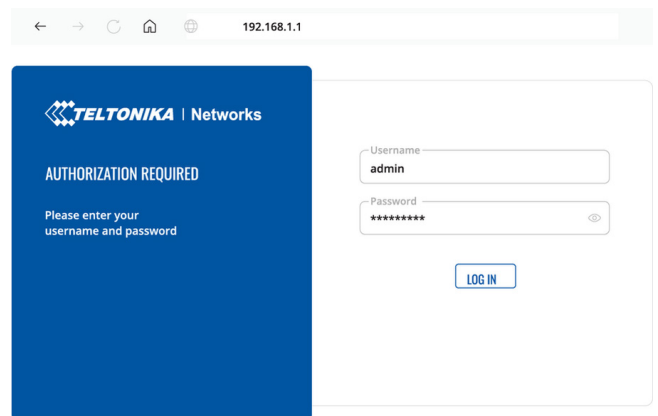 192.168.1.1
TELTONIKA | Networks
AUTHORIZATION REQUIRED
Please enter your
username and password
Username
admin
Password
*********
LOG IN